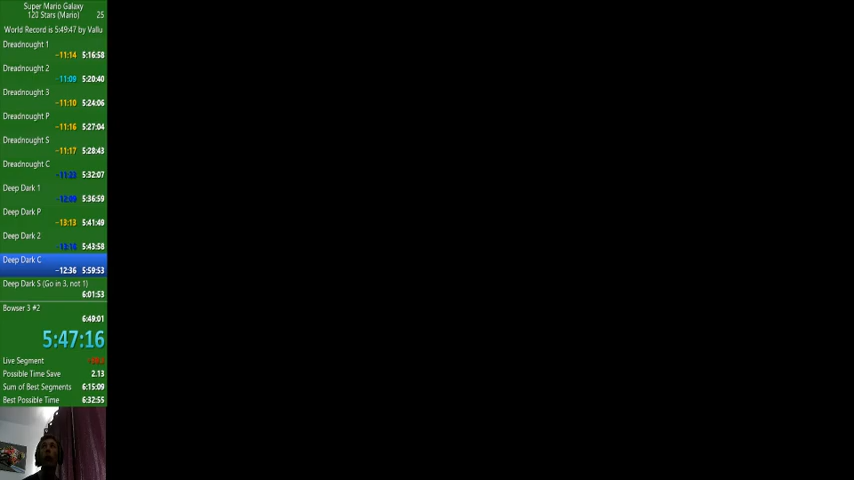 Super Mario Galaxy
120 Stars (Mario) 25
World Record is 5:49:47 by Vallu
Dreadnought 1
-11:14 5:16:58
Dreadnought 2
-11:09 5:20:40
Dreadnought 3
-11:10 5:24:06
Dreadnought P
-11:16 5:27:04
Dreadnought S
-11:17 5:28:43
Dreadnought C
-11:23 5:32:07
Deep Dark 1
5:36:59
Deep Dark P
-13:13 5:41:49
Deep Dark 2
5:43:58
Deep Dark C
-12:36 5:59:53
Deep Dark S (Go in 3, not 1)
6:01:53
Bowser 3 #2
6:49:01
5:47:16
Live Segment
Possible Time Save 2.13
Sum of Best Segments 6:15:09
Best Possible Time 6:32:55